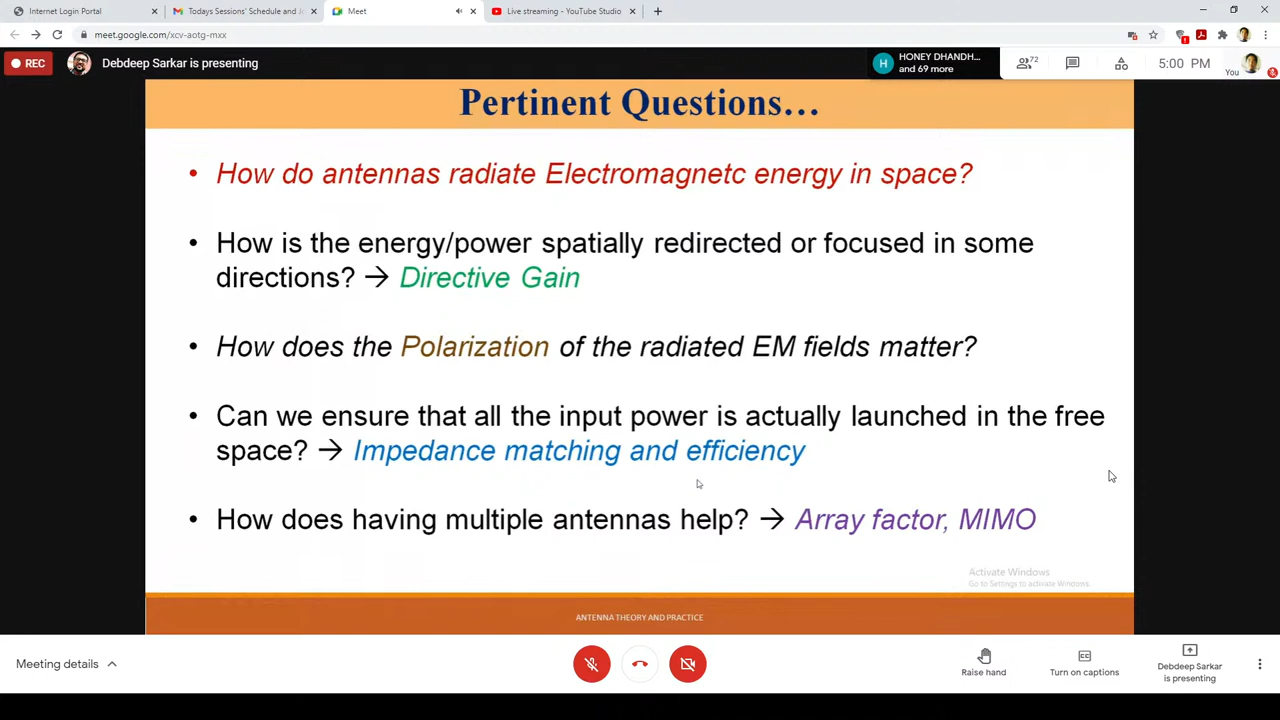 Internet Login Portal
Todays Sessions' Schedule and Jo
Meet
Live streaming - YouTube Studio
meet.google.com/xcv-aotg-mxx
REC
Debdeep Sarkar is presenting
HONEY DHANDH...
and 69 more
72
5:00 PM
You
Pertinent Questions…
• How do antennas radiate Electromagnetc energy in space?
• How is the energy/power spatially redirected or focused in some
directions? → Directive Gain
• How does the Polarization of the radiated EM fields matter?
• Can we ensure that all the input power is actually launched in the free
space? → Impedance matching and efficiency
• How does having multiple antennas help? → Array factor, MIMO
Activate Windows
Go to Settings to activate Windows.
ANTENNA THEORY AND PRACTICE
Meeting details
Raise hand
Turn on captions
Debdeep Sarkar
is presenting